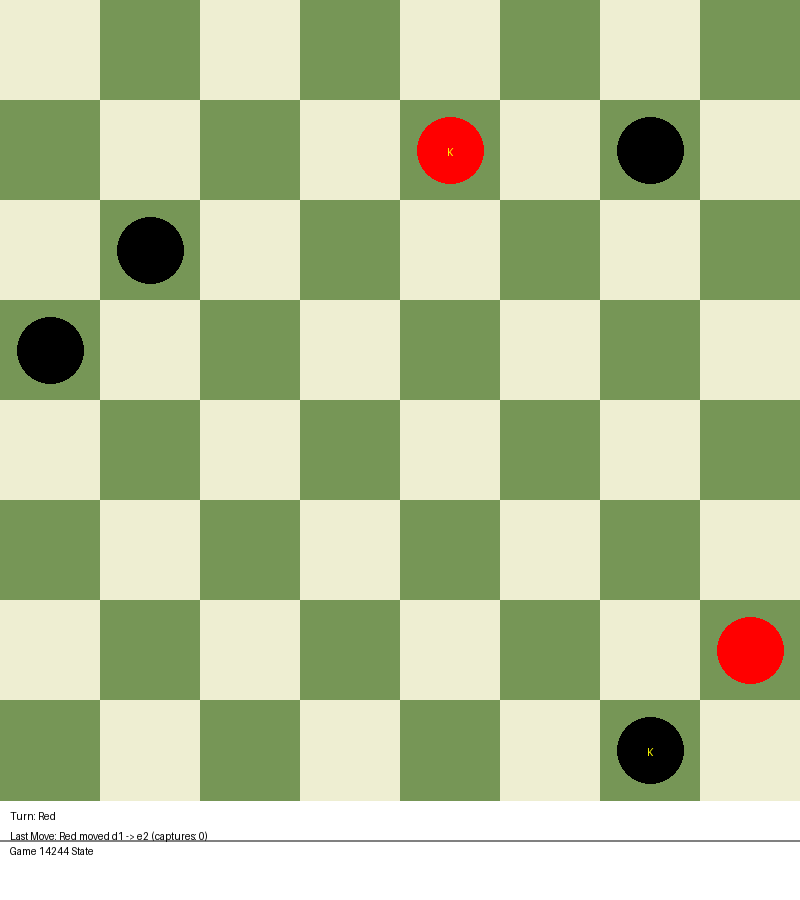 K
K
Turn: Red
Last Move: Red moved d1 -> e2 (captures: 0)
Game 14244 State